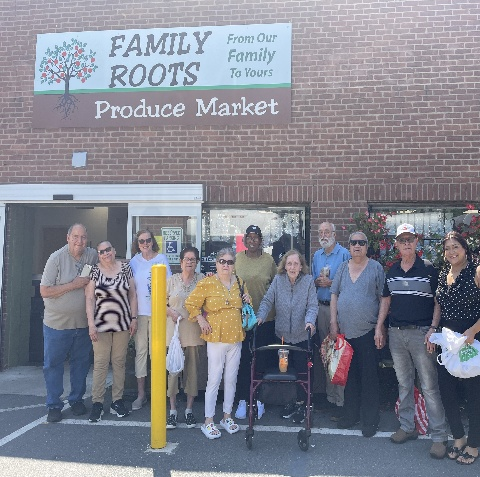 FAMILY
ROOTS
From Our
Family
To Yours
Produce Market